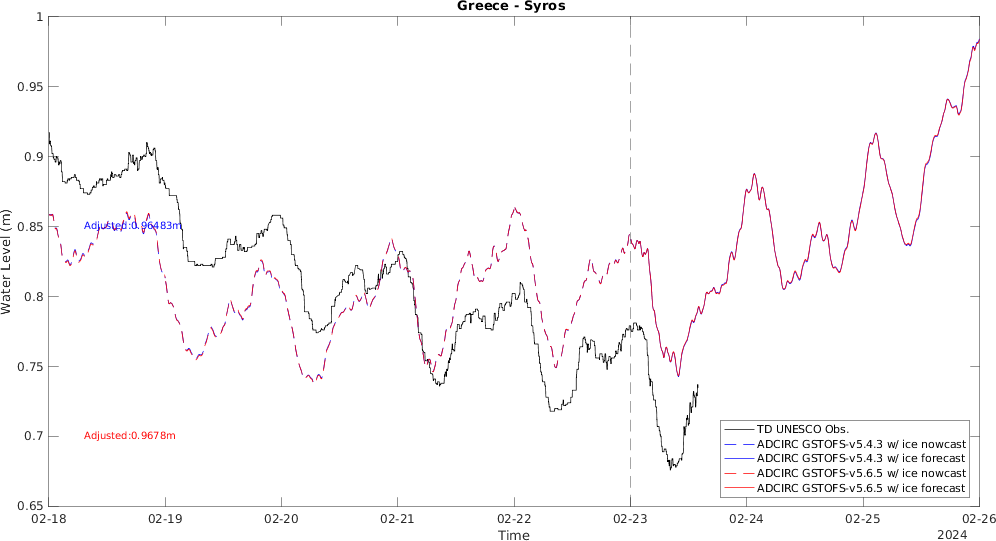 Greece - Syros
1
0.95
0.9
0.85
0.8
0.75
0.7
0.65
Water Level (m)
Adjusted:0.96483m
Adjusted:0.9678m
TD UNESCO Obs.
ADCIRC GSTOFS-v5.4.3 w/ ice nowcast
ADCIRC GSTOFS-v5.4.3 w/ ice forecast
ADCIRC GSTOFS-v5.6.5 w/ ice nowcast
ADCIRC GSTOFS-v5.6.5 w/ ice forecast
02-18 02-19 02-20 02-21 02-22 02-23 02-24 02-25 02-26
Time
2024